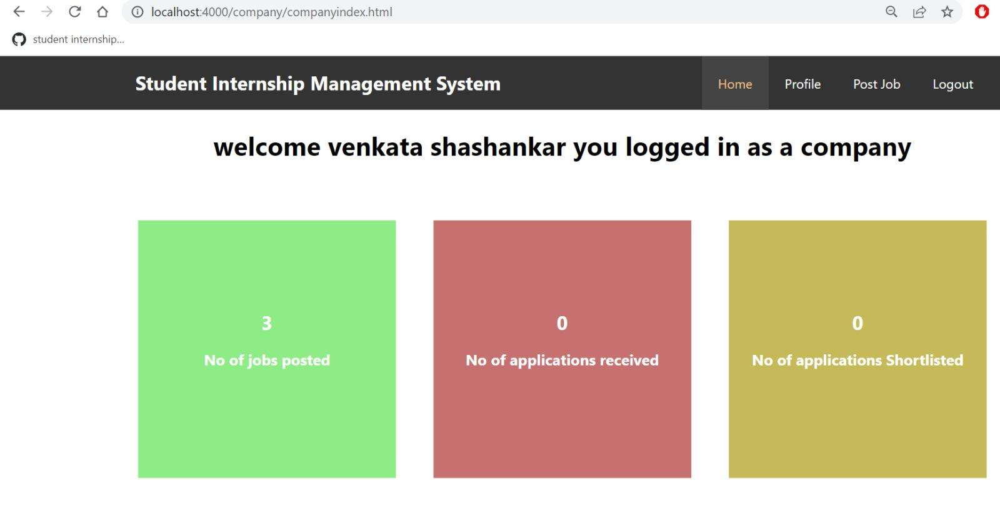 localhost:4000/company/companyindex.html
student internship...
Student Internship Management System
Home Profile Post Job Logout
welcome venkata shashankar you logged in as a company
3
No of jobs posted
0
No of applications received
0
No of applications Shortlisted